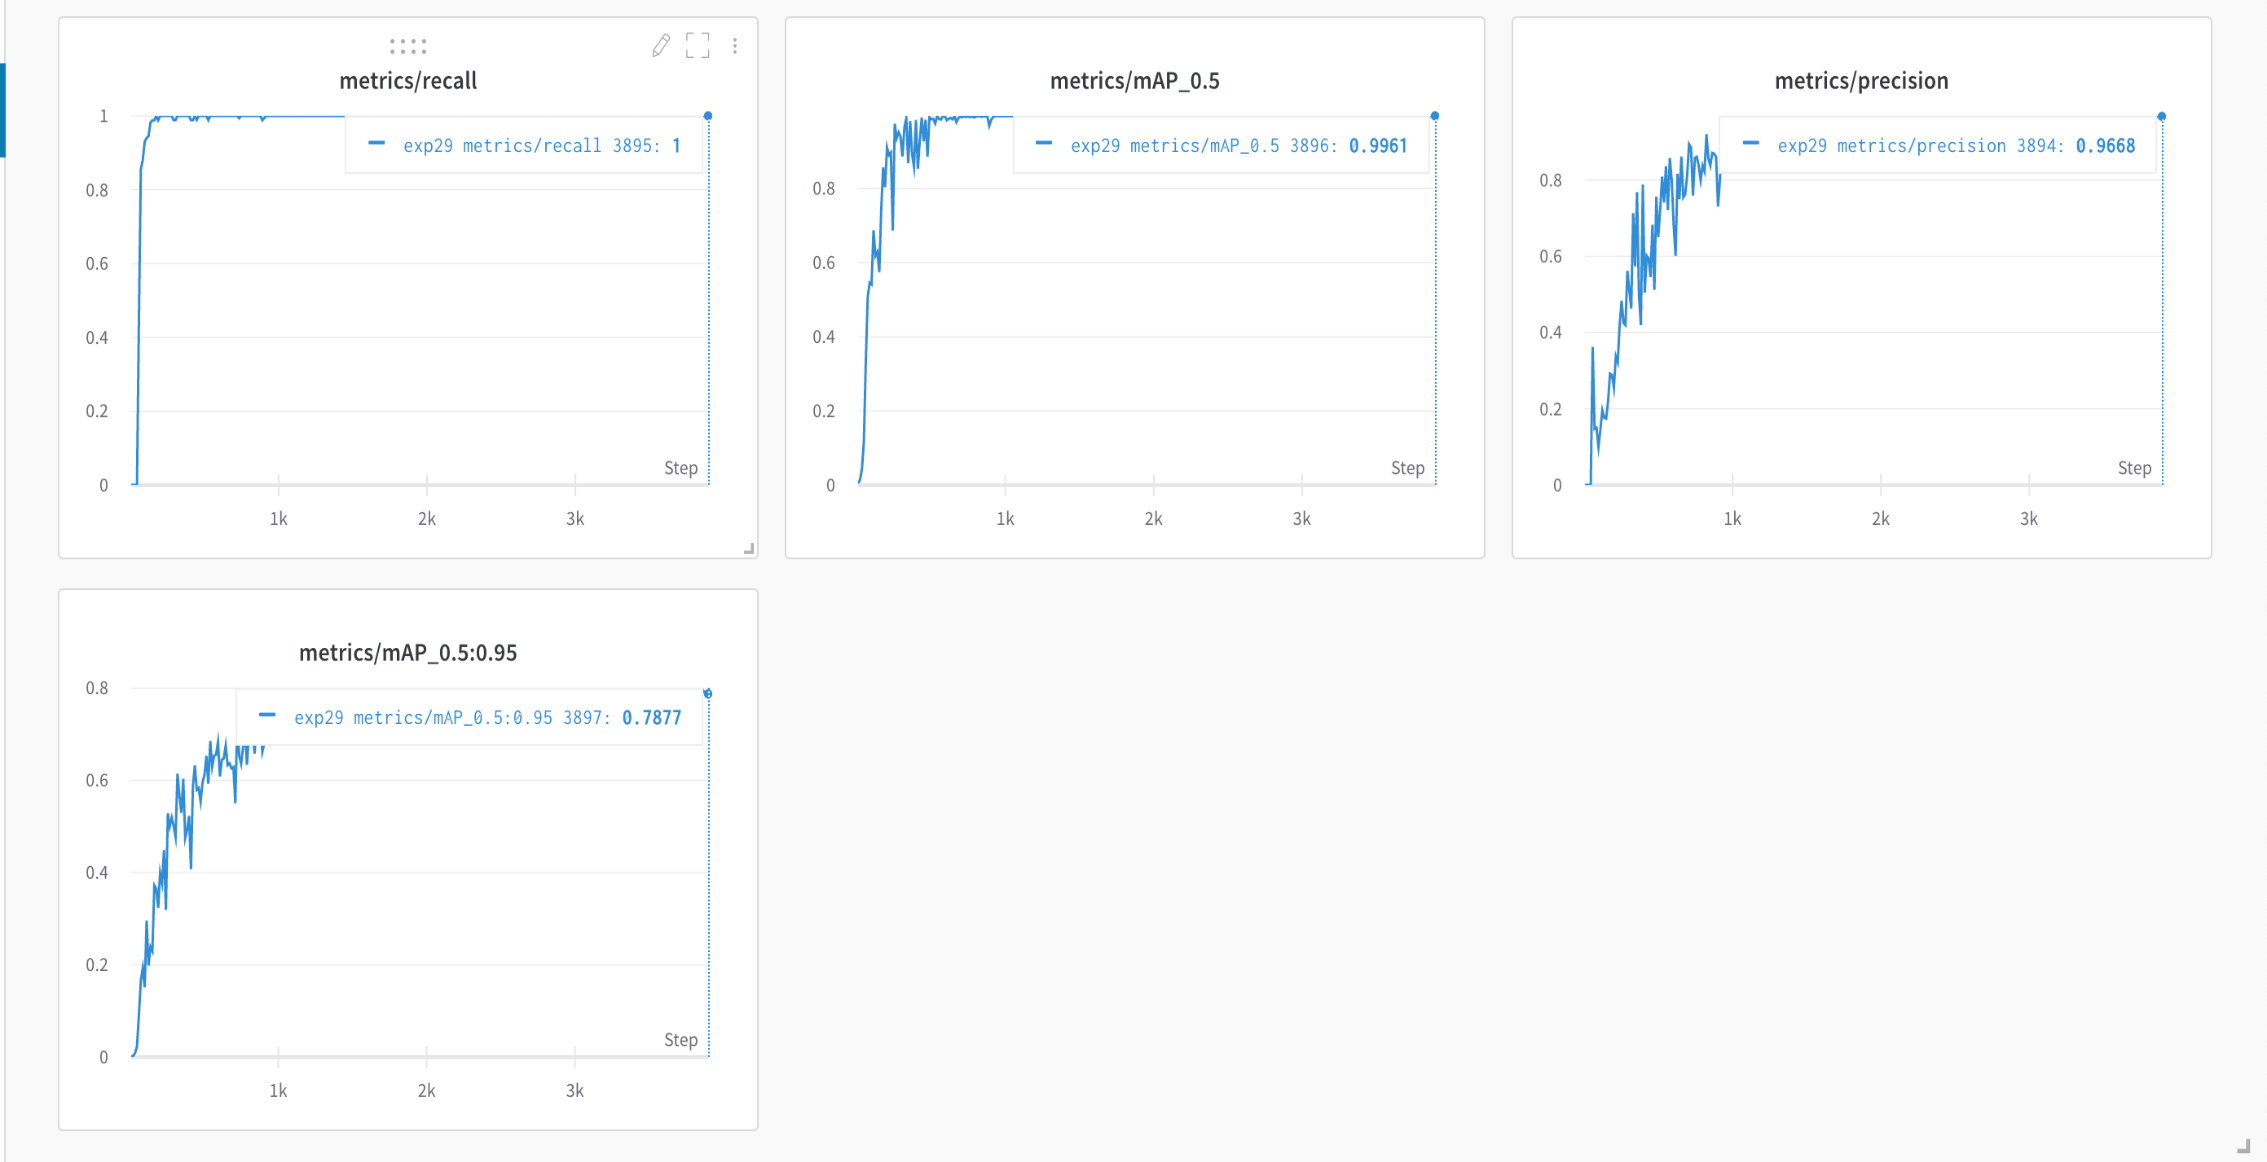 metrics/recall
1
0.8
0.6
0.4
0.2
0
exp29 metrics/recall 3895: 1
Step
1k 2k 3k
metrics/mAP_0.5
0.8
0.6
0.4
0.2
0
exp29 metrics/mAP_0.5 3896: 0.9961
Step
1k 2k 3k
metrics/precision
0.8
0.6
0.4
0.2
0
exp29 metrics/precision 3894: 0.9668
Step
1k 2k 3k
metrics/mAP_0.5:0.95
0.8
0.6
0.4
0.2
0
exp29 metrics/mAP_0.5:0.95 3897: 0.7877
Step
1k 2k 3k